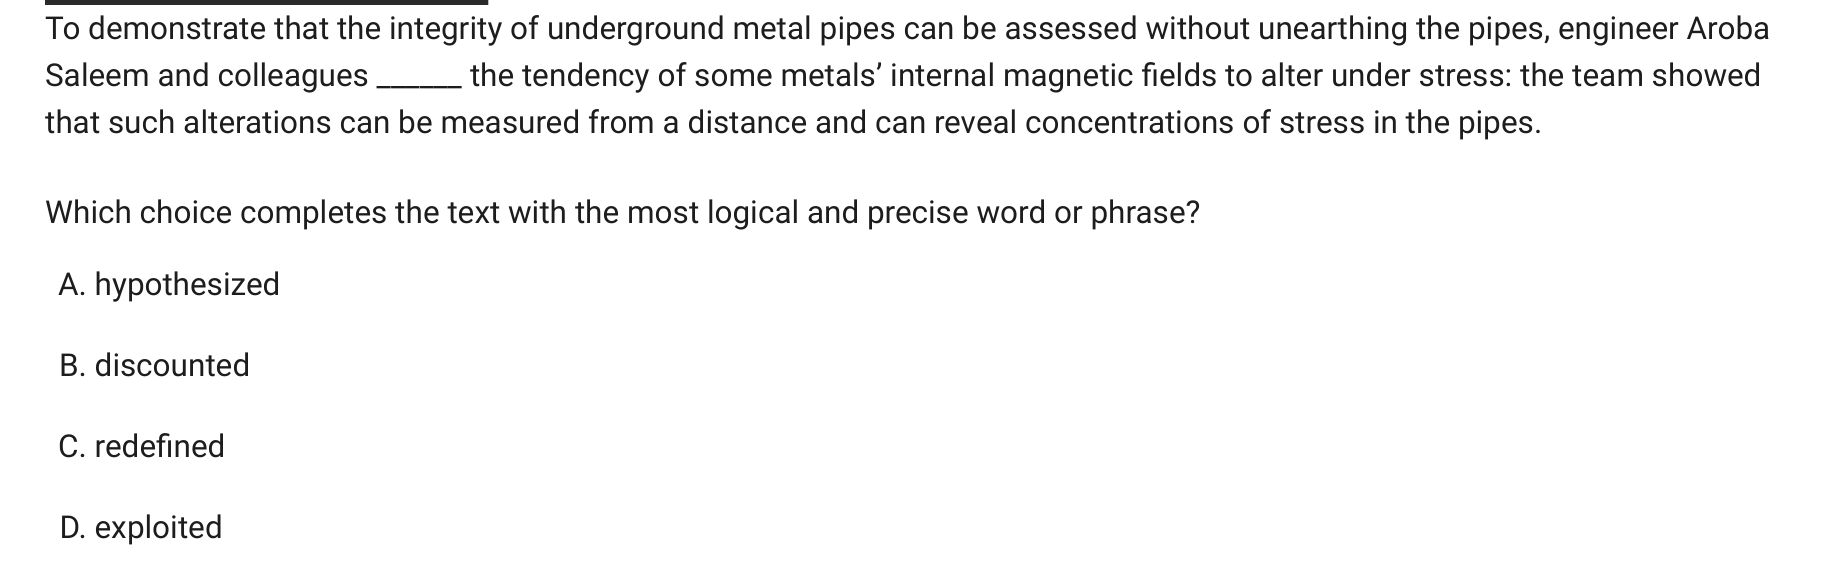 To demonstrate that the integrity of underground metal pipes can be assessed without unearthing the pipes, engineer Aroba
Saleem and colleagues ______ the tendency of some metals’ internal magnetic fields to alter under stress: the team showed
that such alterations can be measured from a distance and can reveal concentrations of stress in the pipes.
Which choice completes the text with the most logical and precise word or phrase?
A. hypothesized
B. discounted
C. redefined
D. exploited